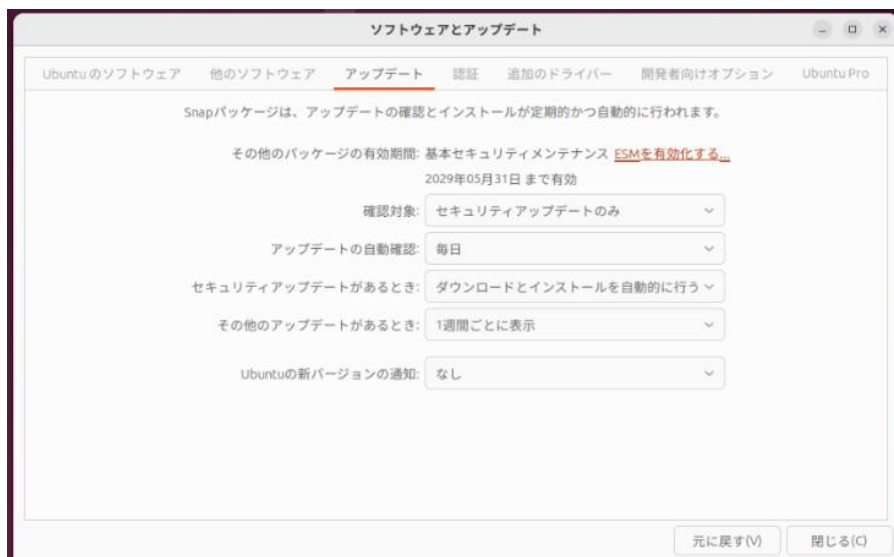 ソフトウェアとアップデート
Ubuntuのソフトウェア 他のソフトウェア アップデート 認証 追加のドライバー 開発者向けオプション Ubuntu Pro
Snapパッケージは、アップデートの確認とインストールが定期的かつ自動的に行われます。
その他のパッケージの有効期間: 基本セキュリティメンテナンス ESMを有効化する...
2029年05月31日 まで有効
確認対象: セキュリティアップデートのみ
アップデートの自動確認: 毎日
セキュリティアップデートがあるとき: ダウンロードとインストールを自動的に行う
その他のアップデートがあるとき: 1週間ごとに表示
Ubuntuの新バージョンの通知: なし
元に戻す(V) 閉じる(C)